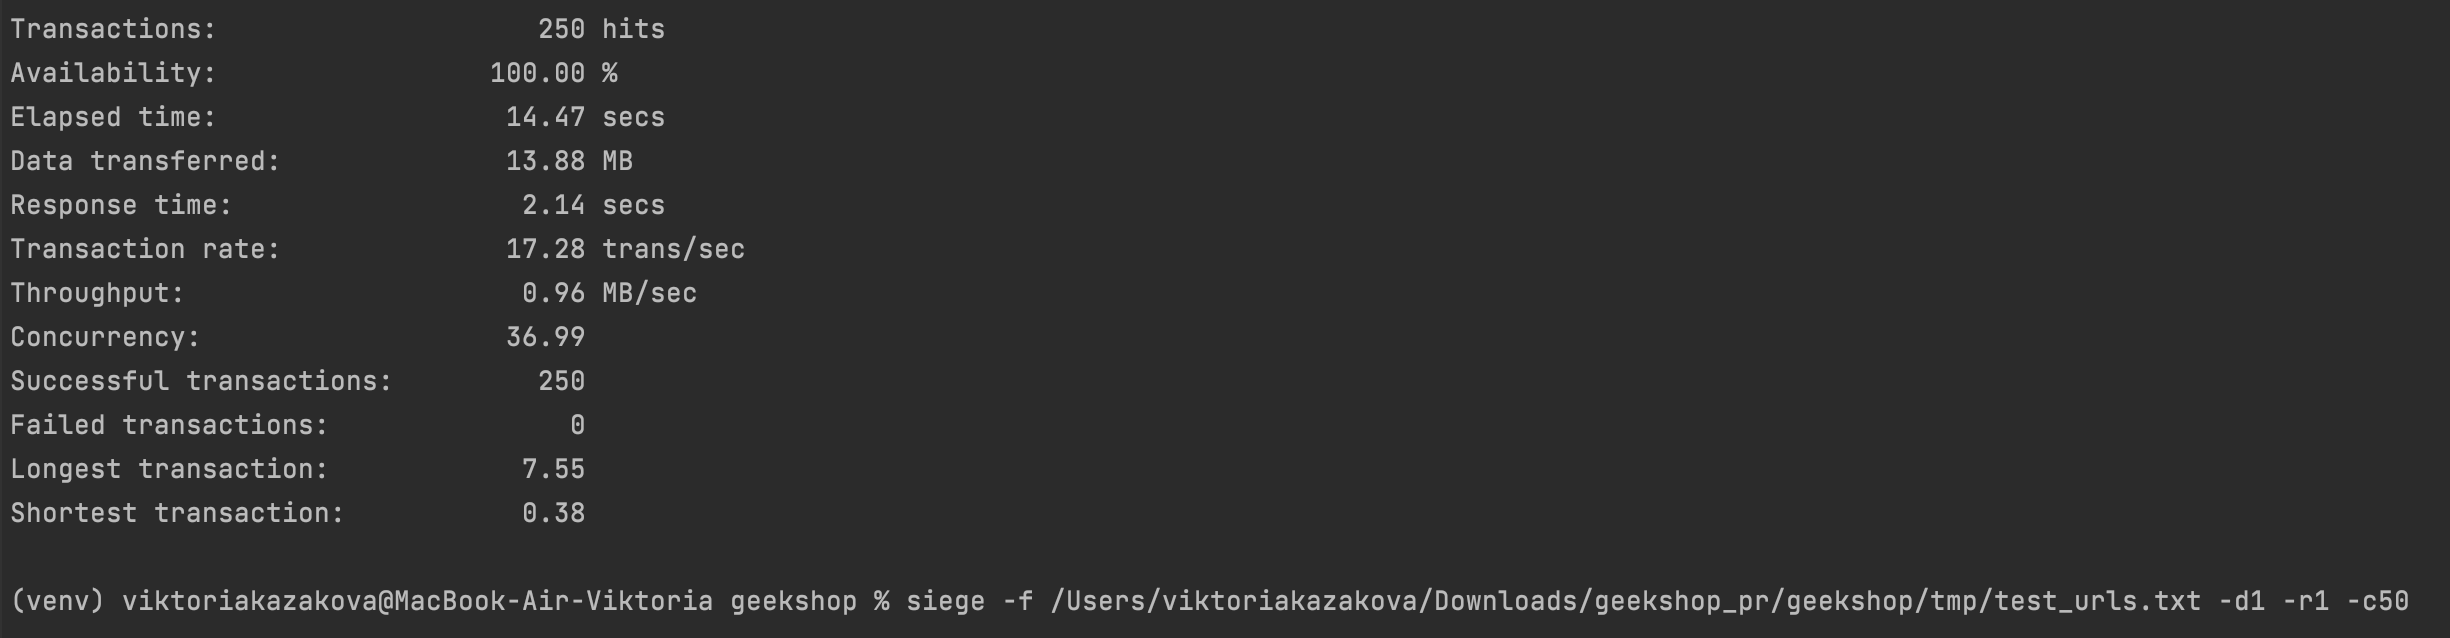 Transactions: 250 hits
Availability: 100.00 %
Elapsed time: 14.47 secs
Data transferred: 13.88 MB
Response time: 2.14 secs
Transaction rate: 17.28 trans/sec
Throughput: 0.96 MB/sec
Concurrency: 36.99
Successful transactions: 250
Failed transactions: 0
Longest transaction: 7.55
Shortest transaction: 0.38
(venv) viktoriakazakova@MacBook-Air-Viktoria geekshop % siege -f /Users/viktoriakazakova/Downloads/geekshop_pr/geekshop/tmp/test_urls.txt -d1 -r1 -c50